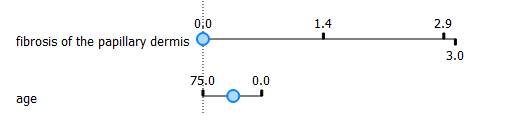 0.0 1.4 2.9
fibrosis of the papillary dermis
3.0
75.0 0.0
age